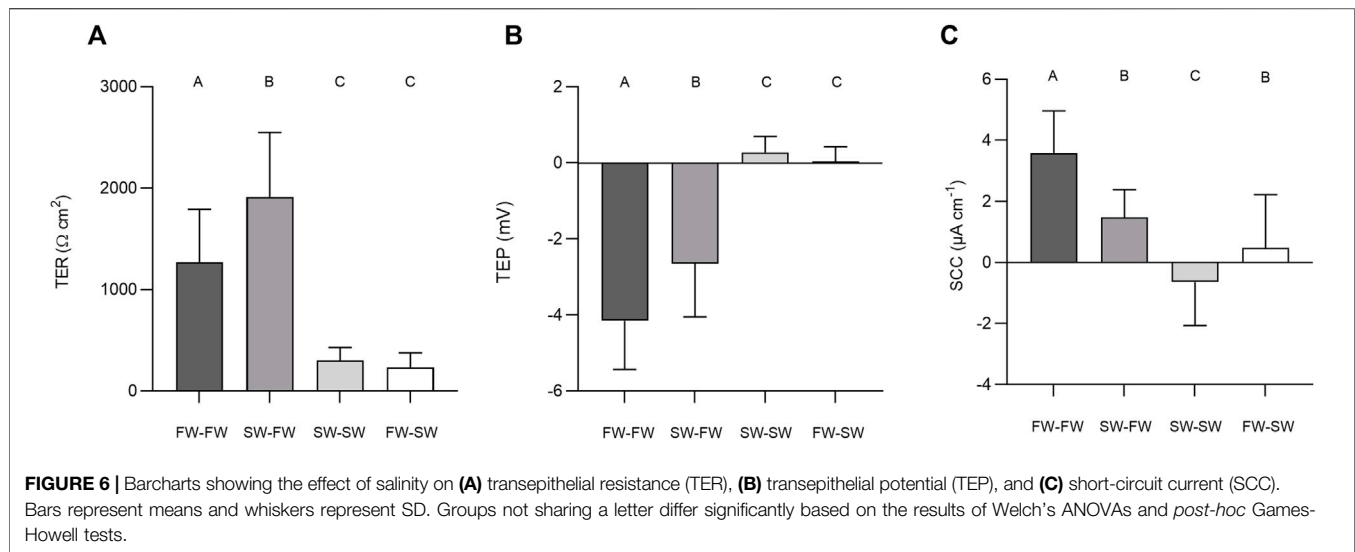 A
A B C C
3000
2000
1000
0
TER (Ω cm²)
FW-FW SW-FW SW-SW FW-SW
B
A B C C
2
0
-2
-4
-6
TEP (mV)
FW-FW SW-FW SW-SW FW-SW
C
A B C B
6
4
2
0
-2
-4
SCC (µA cm⁻¹)
FW-FW SW-FW SW-SW FW-SW
FIGURE 6 | Barcharts showing the effect of salinity on (A) transepithelial resistance (TER), (B) transepithelial potential (TEP), and (C) short-circuit current (SCC).
Bars represent means and whiskers represent SD. Groups not sharing a letter differ significantly based on the results of Welch's ANOVAs and post-hoc Games-
Howell tests.